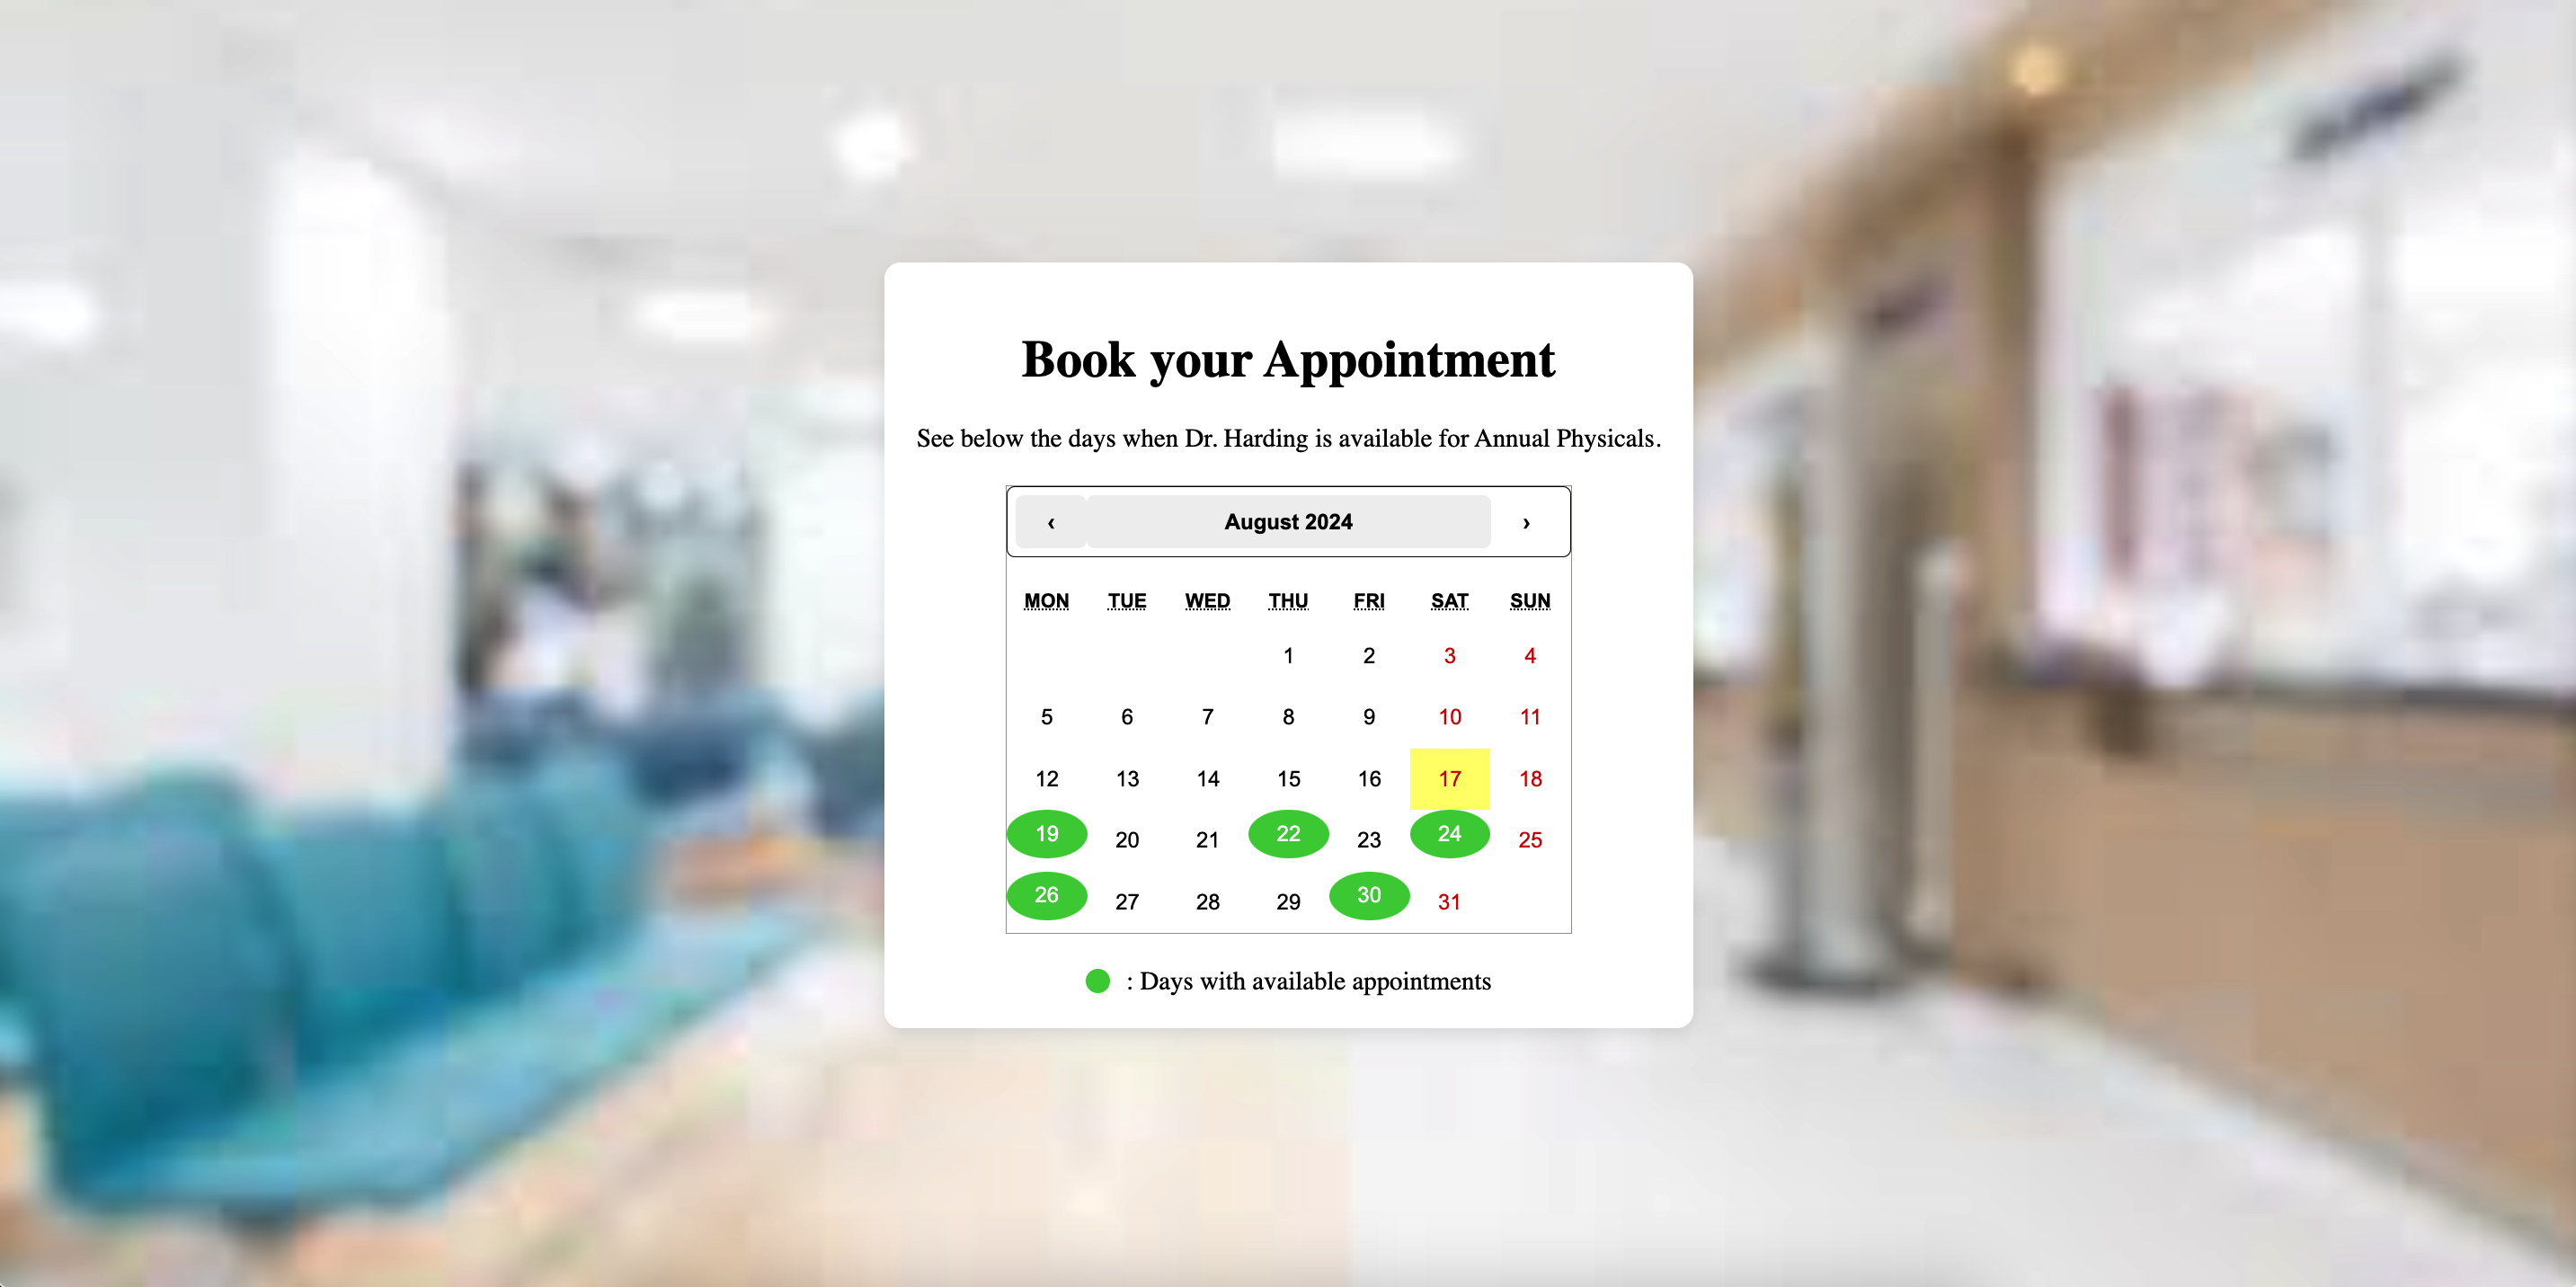 Book your Appointment
See below the days when Dr. Harding is available for Annual Physicals.
‹ August 2024 ›
MON TUE WED THU FRI SAT SUN
1 2 3 4
5 6 7 8 9 10 11
12 13 14 15 16 17 18
19 20 21 22 23 24 25
26 27 28 29 30 31
: Days with available appointments